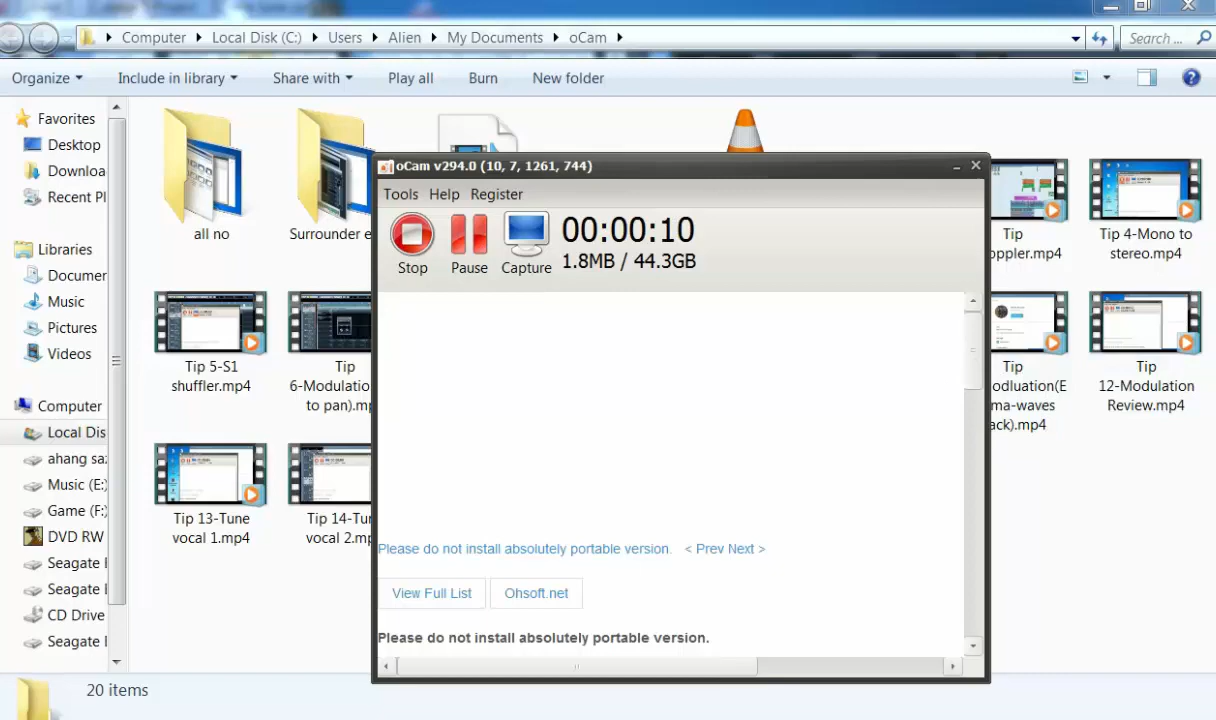 Computer Local Disk (C:) Users Alien My Documents oCam
Search ...
Organize Include in library Share with Play all Burn New folder
Favorites
Desktop
Downloa
Recent Pl
Libraries
Documer
Music
Pictures
Videos
Computer
Local Dis
ahang sa
Music (E:)
Game (F:)
DVD RW
Seagate
Seagate
CD Drive
Seagate
all no
Surrounder e
Tip
oppler.mp4
Tip 4-Mono to
stereo.mp4
Tip 5-S1
shuffler.mp4
Tip
6-Modulation
to pan).mp
Tip
odluation(E
ma-waves
ack).mp4
Tip
12-Modulation
Review.mp4
Tip 13-Tune
vocal 1.mp4
Tip 14-Tu
vocal 2.mp
oCam v294.0 (10, 7, 1261, 744)
Tools Help Register
Stop Pause Capture
00:00:10
1.8MB / 44.3GB
Please do not install absolutely portable version. < Prev Next >
View Full List Ohsoft.net
Please do not install absolutely portable version.
20 items